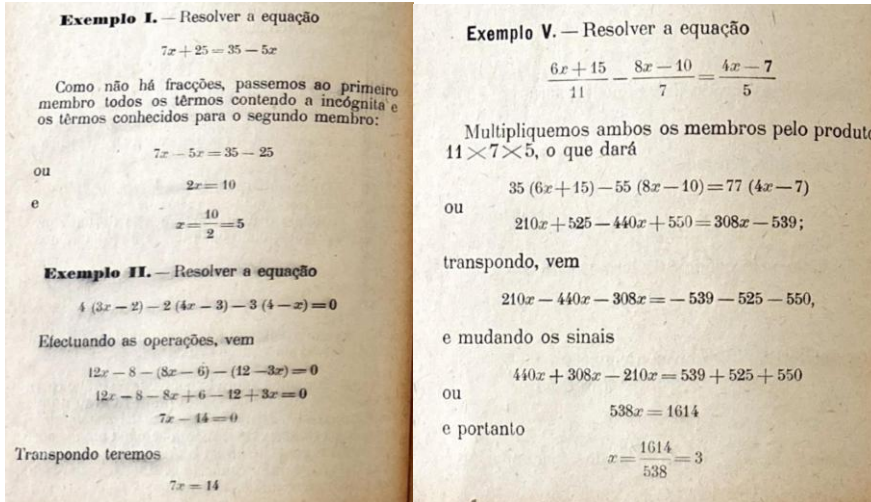 Exemplo I. — Resolver a equação
7x + 25 = 35 − 5x
Como não há fracções, passemos ao primeiro
membro todos os têrmos contendo a incógnita e
os têrmos conhecidos para o segundo membro:
7x − 5x = 35 − 25
ou
2x = 10
e
x = 10/2 = 5
Exemplo II. — Resolver a equação
4 (3x − 2) − 2 (4x − 3) − 3 (4 − x) = 0
Efectuando as operações, vem
12x − 8 − (8x − 6) − (12 − 3x) = 0
12x − 8 − 8x + 6 − 12 + 3x = 0
7x − 14 = 0
Transpondo teremos
7x = 14
Exemplo V. — Resolver a equação
(6x + 15)/11 − (8x − 10)/7 = (4x − 7)/5
Multipliquemos ambos os membros pelo produto
11 × 7 × 5, o que dará
35 (6x + 15) − 55 (8x − 10) = 77 (4x − 7)
ou
210x + 525 − 440x + 550 = 308x − 539;
transpondo, vem
210x − 440x − 308x = − 539 − 525 − 550,
e mudando os sinais
440x + 308x − 210x = 539 + 525 + 550
ou
538x = 1614
e portanto
x = 1614/538 = 3